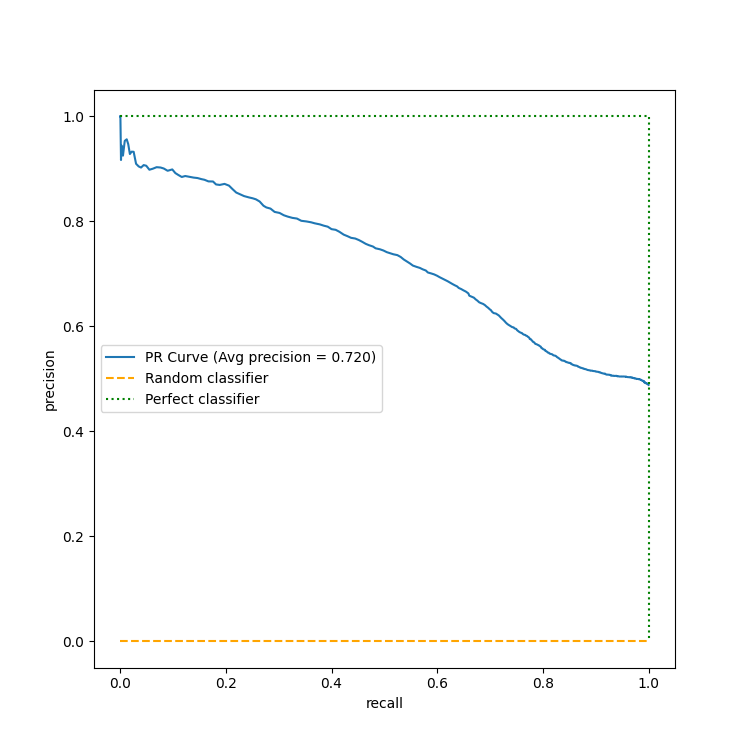 1.0
0.8
0.6
0.4
0.2
0.0
precision
PR Curve (Avg precision = 0.720)
Random classifier
Perfect classifier
0.0 0.2 0.4 0.6 0.8 1.0
recall